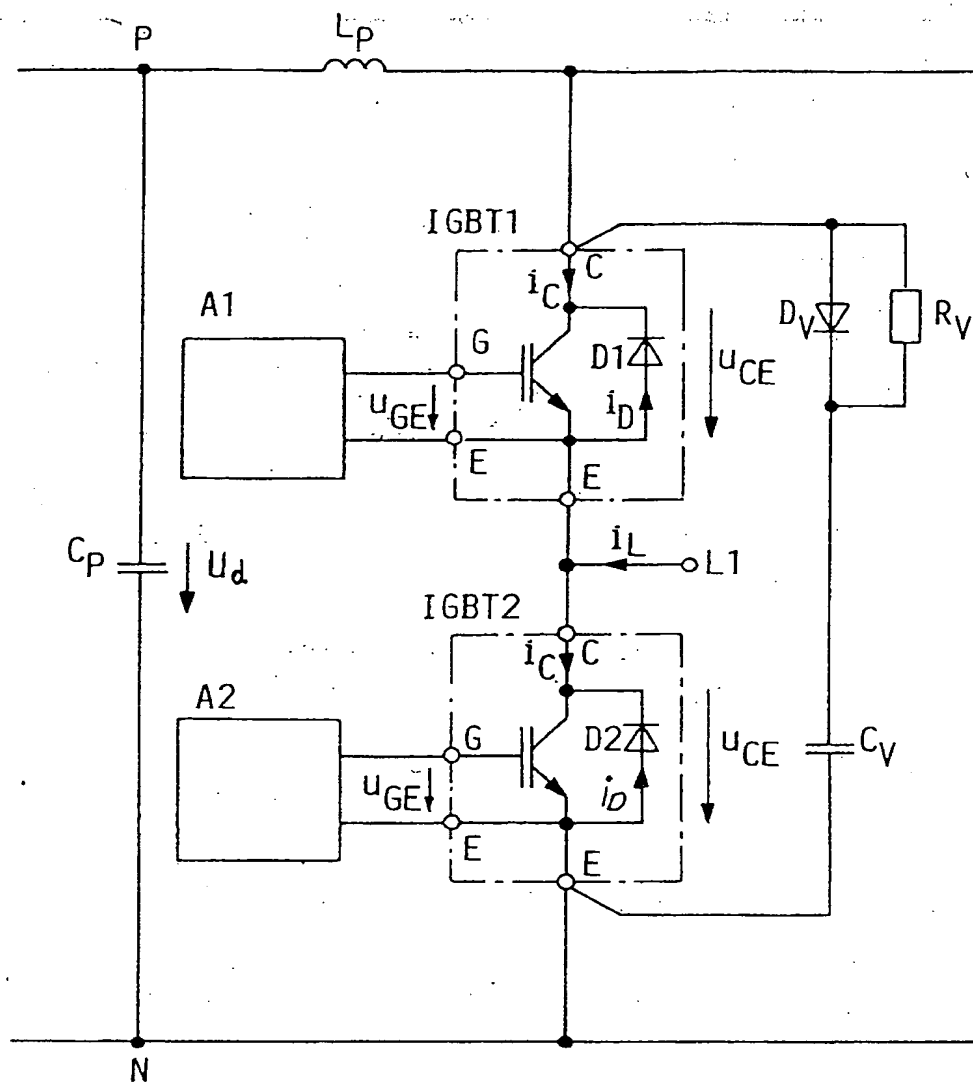 P
L_P
IGBT1
C
i_C
A1
G
D1
u_CE
D_V
R_V
u_GE
i_D
E
E
i_L
L1
C_P
U_d
IGBT2
i_C
C
A2
G
D2
u_CE
C_V
u_GE
i_D
E
E
N